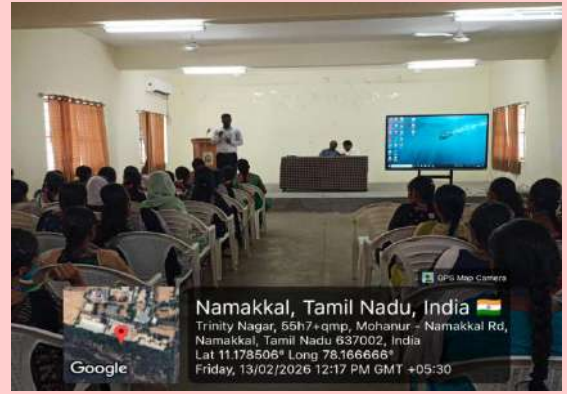 GPS Map Camera
Namakkal, Tamil Nadu, India
Trinity Nagar, 55h7+qmp, Mohanur - Namakkal Rd,
Namakkal, Tamil Nadu 637002, India
Lat 11.178506° Long 78.166666°
Friday, 13/02/2026 12:17 PM GMT +05:30
Google